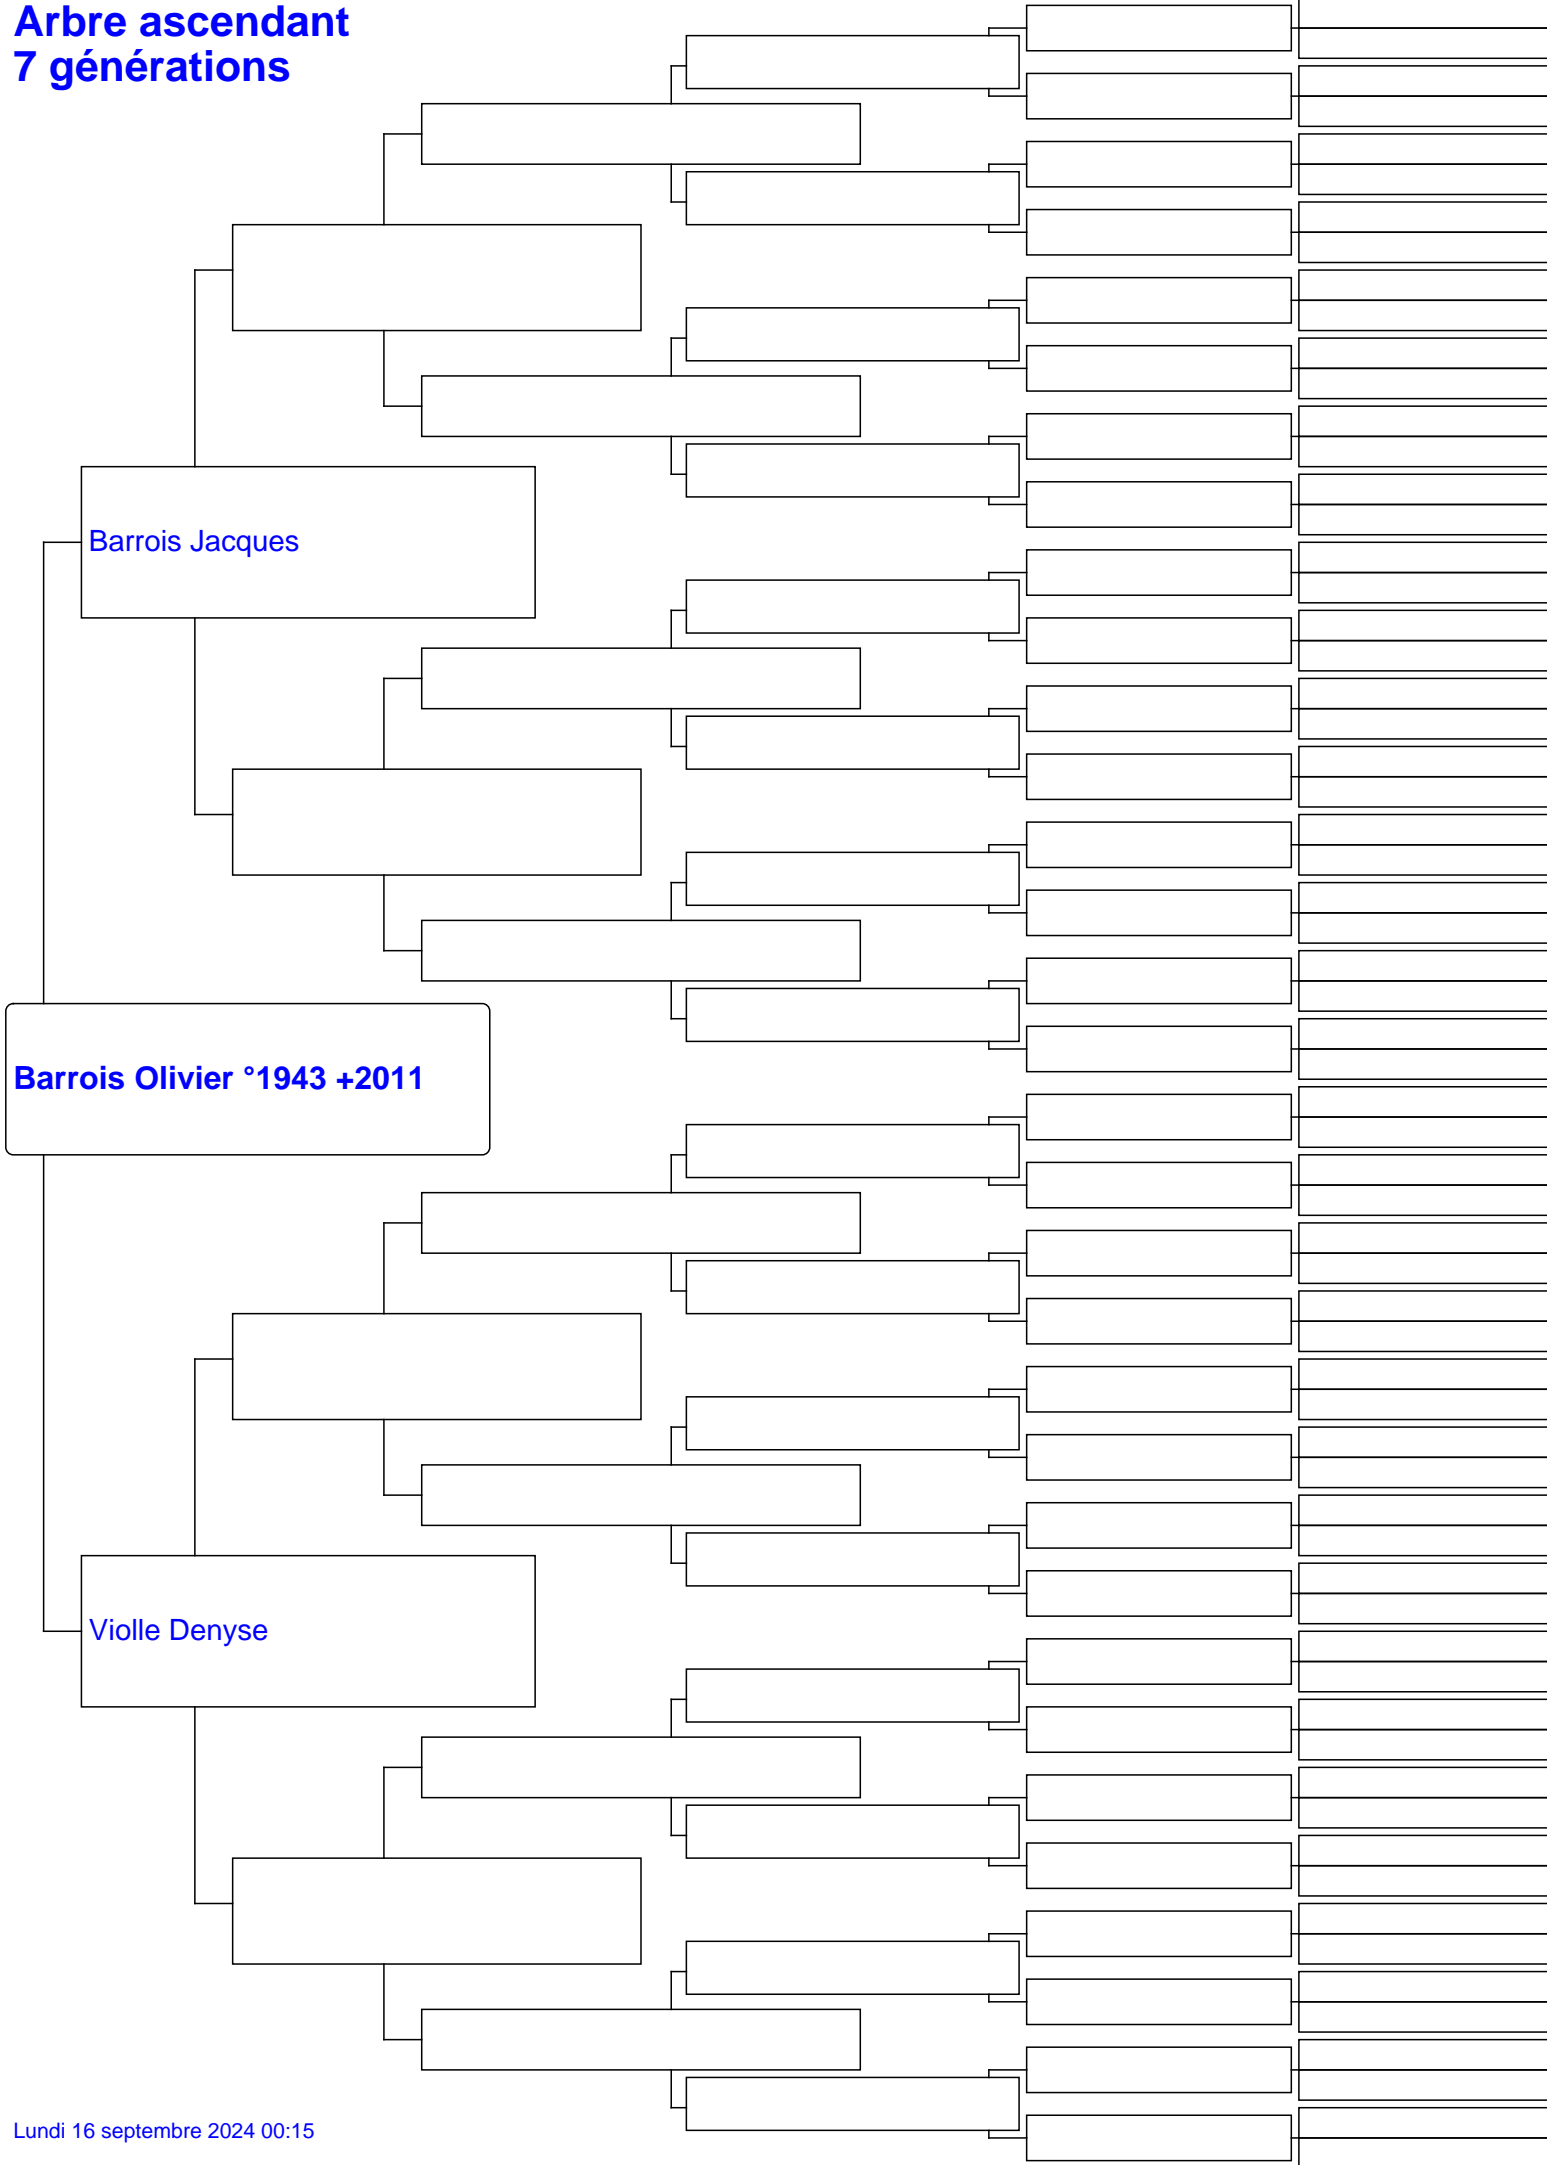 Arbre ascendant
7 générations
Barrois Jacques
Barrois Olivier °1943 +2011
Violle Denyse
Lundi 16 septembre 2024 00:15